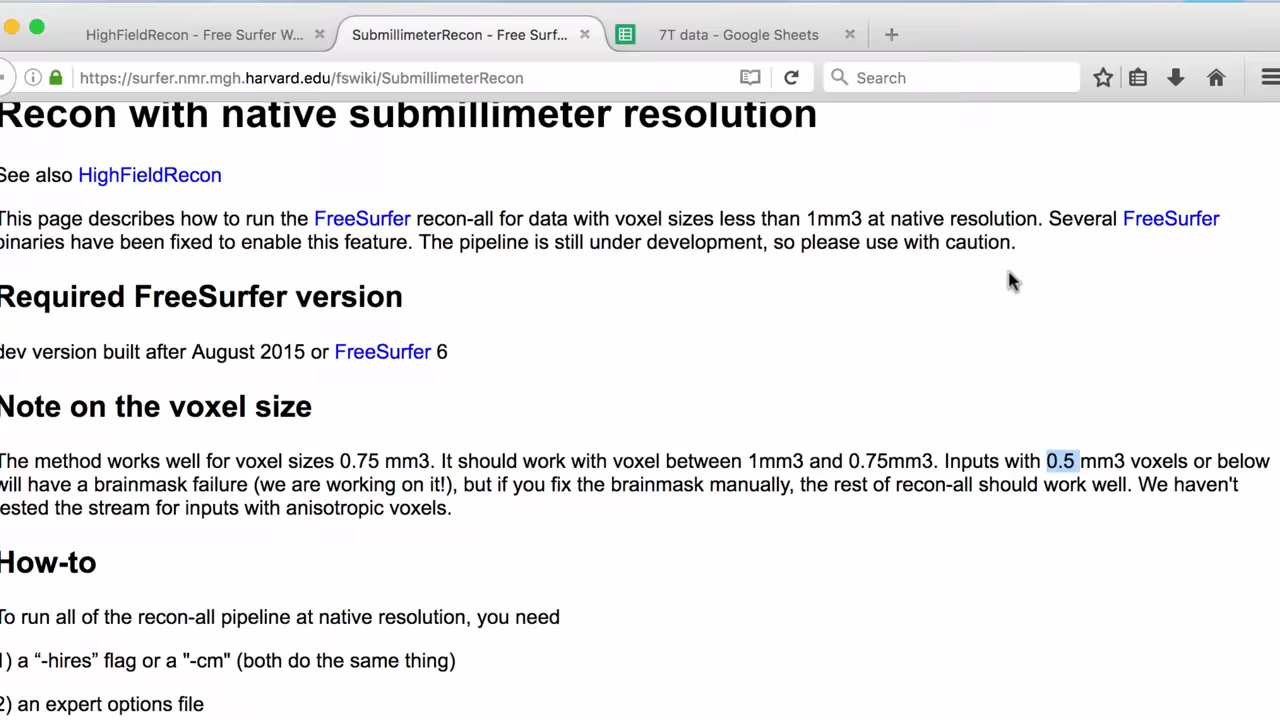 HighFieldRecon - Free Surfer W...
SubmillimeterRecon - Free Surf...
7T data - Google Sheets
https://surfer.nmr.mgh.harvard.edu/fswiki/SubmillimeterRecon
Search
Recon with native submillimeter resolution
See also HighFieldRecon
This page describes how to run the FreeSurfer recon-all for data with voxel sizes less than 1mm3 at native resolution. Several FreeSurfer
binaries have been fixed to enable this feature. The pipeline is still under development, so please use with caution.
Required FreeSurfer version
dev version built after August 2015 or FreeSurfer 6
Note on the voxel size
The method works well for voxel sizes 0.75 mm3. It should work with voxel between 1mm3 and 0.75mm3. Inputs with 0.5 mm3 voxels or below
will have a brainmask failure (we are working on it!), but if you fix the brainmask manually, the rest of recon-all should work well. We haven't
tested the stream for inputs with anisotropic voxels.
How-to
To run all of the recon-all pipeline at native resolution, you need
1) a “-hires” flag or a "-cm" (both do the same thing)
2) an expert options file